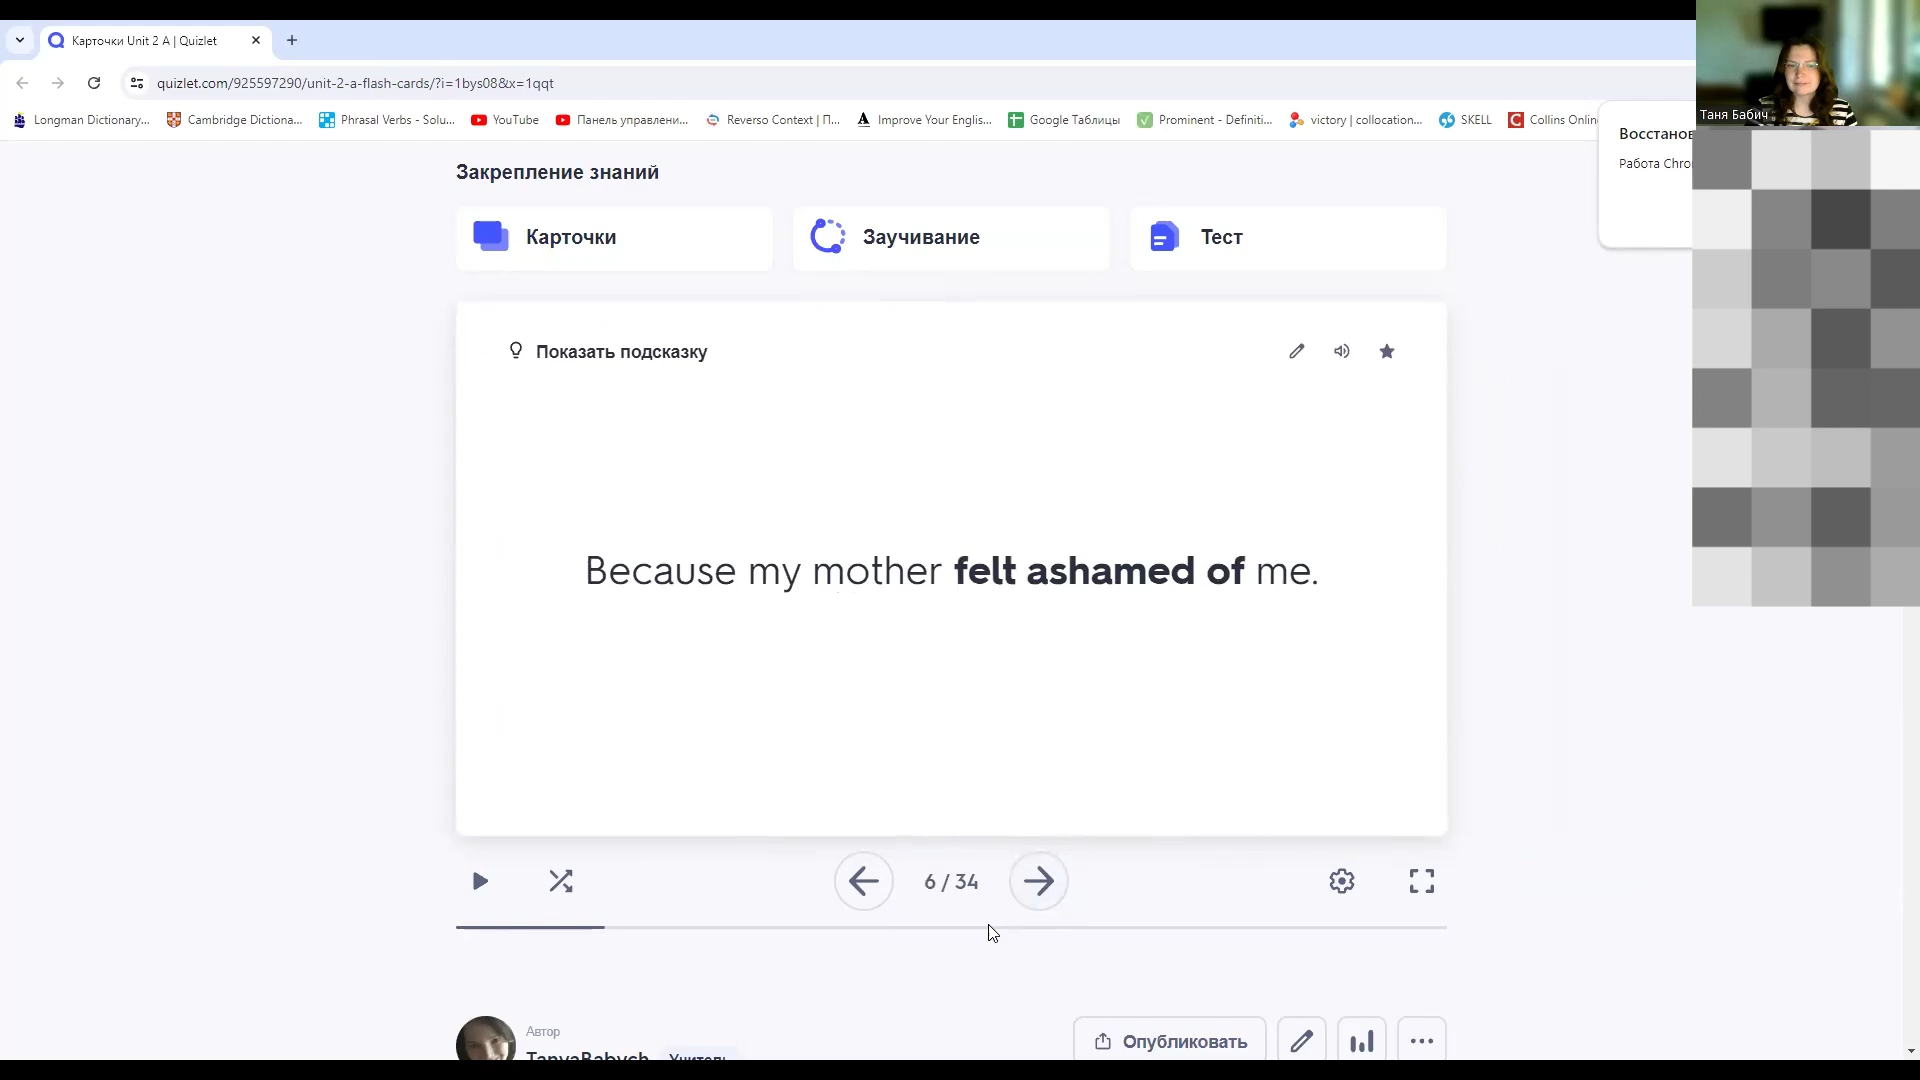 Карточки Unit 2 A | Quizlet
quizlet.com/925597290/unit-2-a-flash-cards/?i=1bys08&x=1qqt
Longman Dictionary... Cambridge Dictiona... Phrasal Verbs - Solu... YouTube Панель управлени... Reverso Context | П... Improve Your Englis... Google Таблицы Prominent - Definiti... victory | collocation... SKELL Collins Online
Таня Бабич
Восстанов
Работа Chro
Закрепление знаний
Карточки Заучивание Тест
Показать подсказку
Because my mother felt ashamed of me.
6 / 34
Автор
TanyaBabych Учитель
Опубликовать